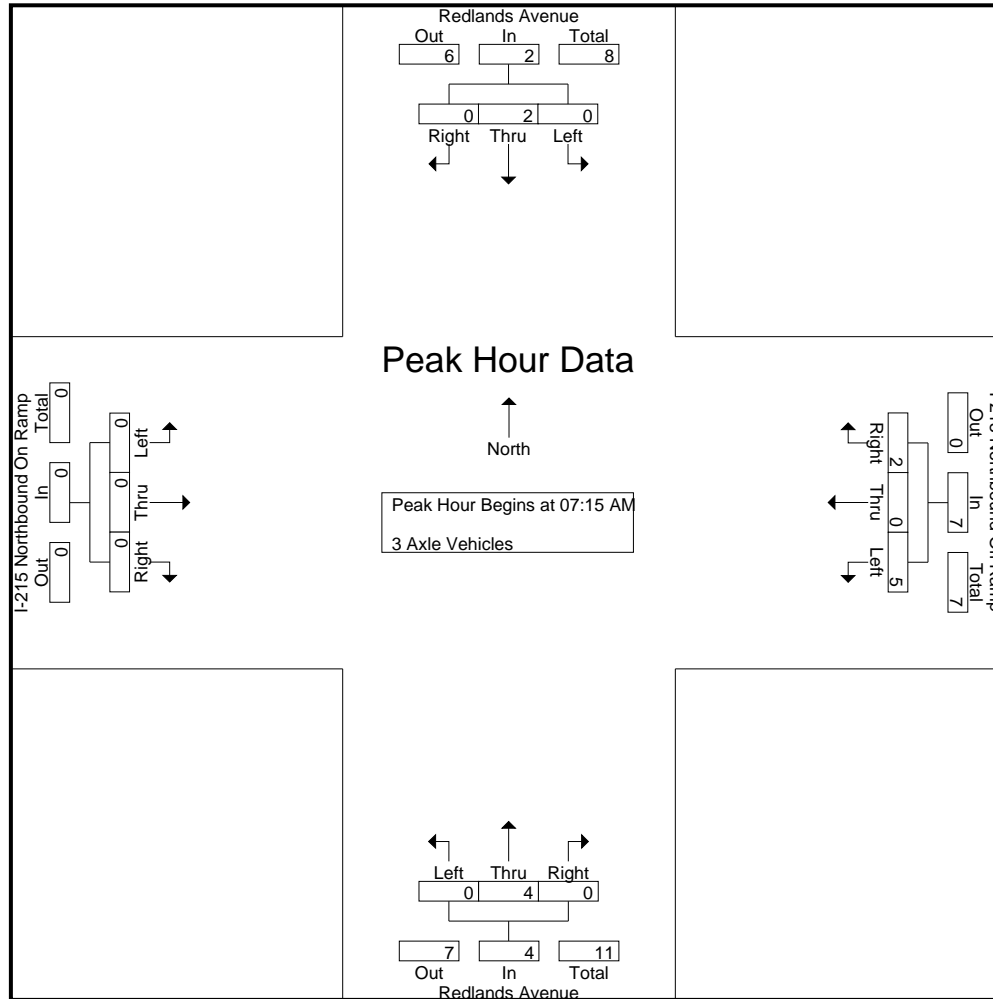 Redlands Avenue
Out In Total
6 2 8
0 2 0
Right Thru Left
Peak Hour Data
North
Peak Hour Begins at 07:15 AM
3 Axle Vehicles
I-215 Northbound On Ramp
Total In Out
0 0 0
0 0 0
Left Thru Right
Right Thru Left
2 0 5
Out In Total
0 7 7
Northbound
Ramp
Left Thru Right
0 4 0
7 4 11
Out In Total
Redlands Avenue